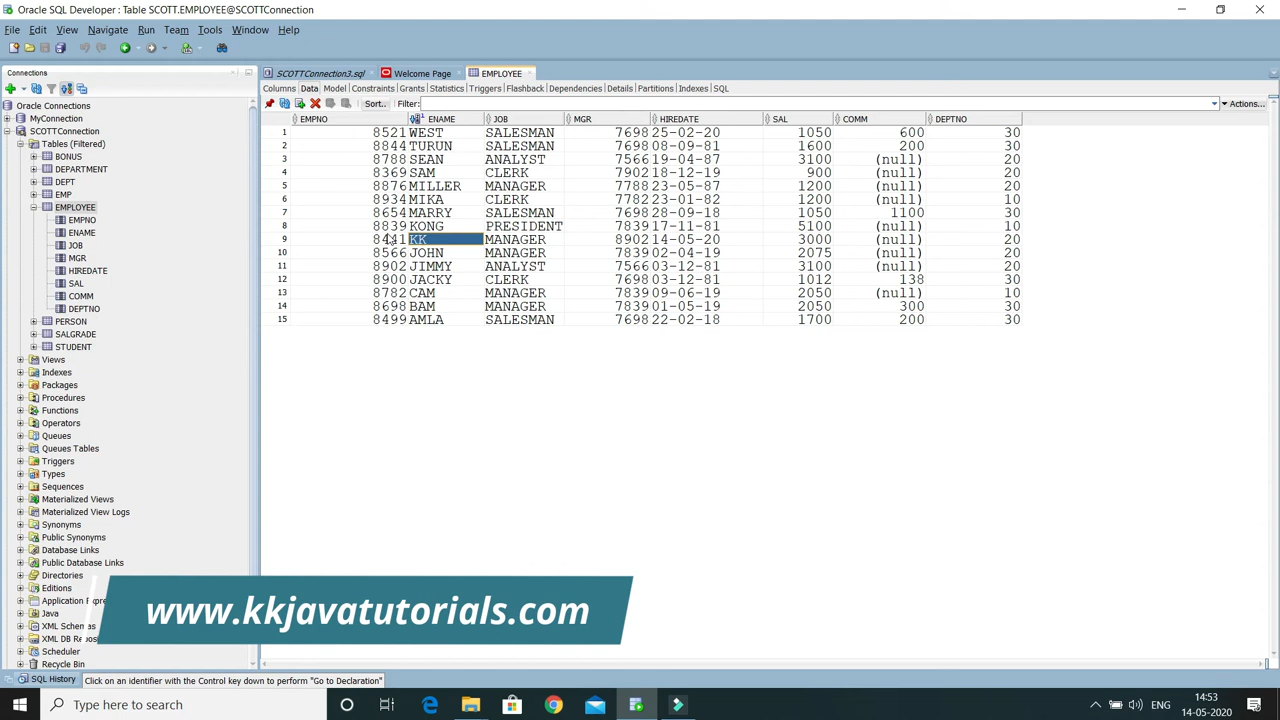 Oracle SQL Developer : Table SCOTT.EMPLOYEE@SCOTTConnection
File Edit View Navigate Run Team Tools Window Help
Connections
SCOTTConnection3.sql Welcome Page EMPLOYEE
Columns Data Model Constraints Grants Statistics Triggers Flashback Dependencies Details Partitions Indexes SQL
Sort.. Filter: Actions...
EMPNO ENAME JOB MGR HIREDATE SAL COMM DEPTNO
1 8521 WEST SALESMAN 7698 25-02-20 1050 600 30
2 8844 TURUN SALESMAN 7698 08-09-81 1600 200 30
3 8788 SEAN ANALYST 7566 19-04-87 3100 (null) 20
4 8369 SAM CLERK 7902 18-12-19 900 (null) 20
5 8876 MILLER MANAGER 7788 23-05-87 1200 (null) 20
6 8934 MIKA CLERK 7782 23-01-82 1200 (null) 10
7 8654 MARRY SALESMAN 7698 28-09-18 1050 1100 30
8 8839 KONG PRESIDENT 7839 17-11-81 5100 (null) 10
9 KK MANAGER 8902 14-05-20 3000 (null) 20
10 8566 JOHN MANAGER 7839 02-04-19 2075 (null) 20
11 8902 JIMMY ANALYST 7566 03-12-81 3100 (null) 20
12 8900 JACKY CLERK 7698 03-12-81 1012 138 30
13 8782 CAM MANAGER 7839 09-06-19 2050 (null) 10
14 8698 BAM MANAGER 7839 01-05-19 2050 300 30
15 8499 AMLA SALESMAN 7698 22-02-18 1700 200 30
Oracle Connections
MyConnection
SCOTTConnection
Tables (Filtered)
BONUS
DEPARTMENT
DEPT
EMP
EMPLOYEE
EMPNO
ENAME
JOB
MGR
HIREDATE
SAL
COMM
DEPTNO
PERSON
SALGRADE
STUDENT
Views
Indexes
Packages
Procedures
Functions
Operators
Queues
Queues Tables
Triggers
Types
Sequences
Materialized Views
Materialized View Logs
Synonyms
Public Synonyms
Database Links
Public Database Links
Directories
Editions
Application Expre
Java
XML Schemas
XML DB Repo
Scheduler
Recycle Bin
www.kkjavatutorials.com
SQL History Click on an identifier with the Control key down to perform "Go to Declaration"
Type here to search
ENG
14:53
14-05-2020